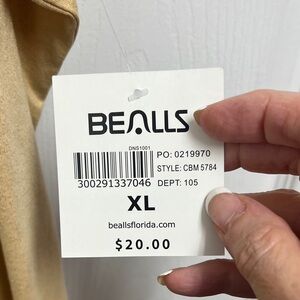 BEALLS
DNS1001
PO: 0219970
STYLE: CBM 5784
300291337046 DEPT: 105
XL
beallsflorida.com
$20.00